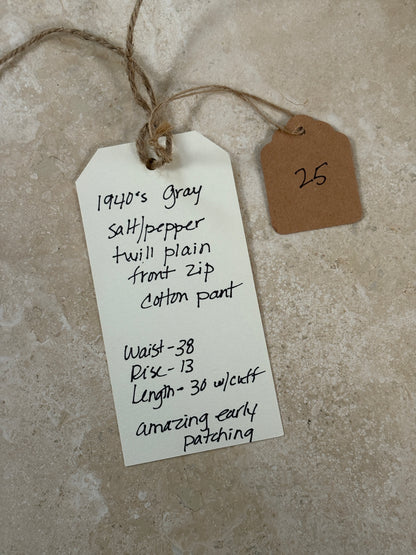 1940's Gray
salt/pepper
twill plain
front zip
cotton pant
Waist-38
Rise-13
Length-30 w/cuff
amazing early
patching
25